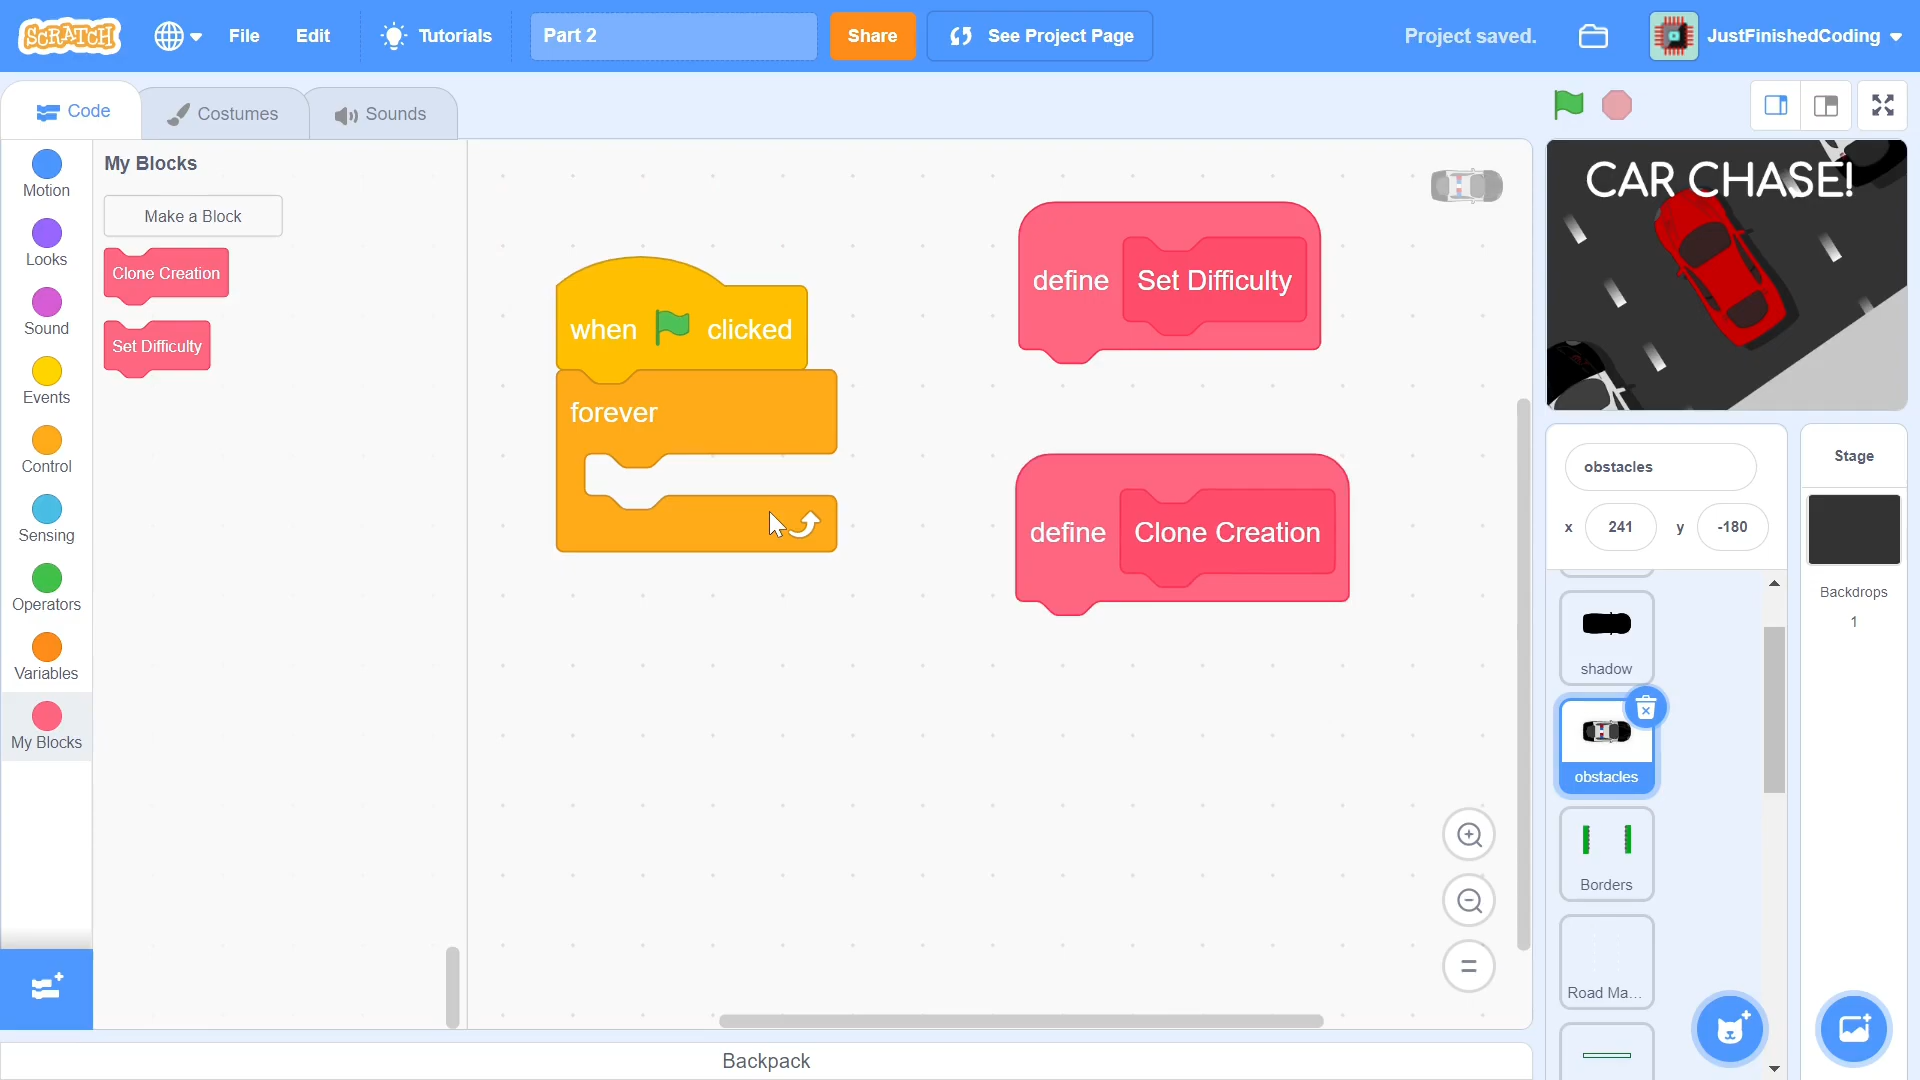 SCRATCH
File
Edit
Tutorials
Part 2
Share
See Project Page
Project saved.
JustFinishedCoding
Code
Costumes
Sounds
Motion
Looks
Sound
Events
Control
Sensing
Operators
Variables
My Blocks
My Blocks
Make a Block
Clone Creation
Set Difficulty
when clicked
forever
define Set Difficulty
define Clone Creation
CAR CHASE!
obstacles
x 241 y -180
shadow
obstacles
Borders
Road Ma...
Stage
Backdrops
1
Backpack